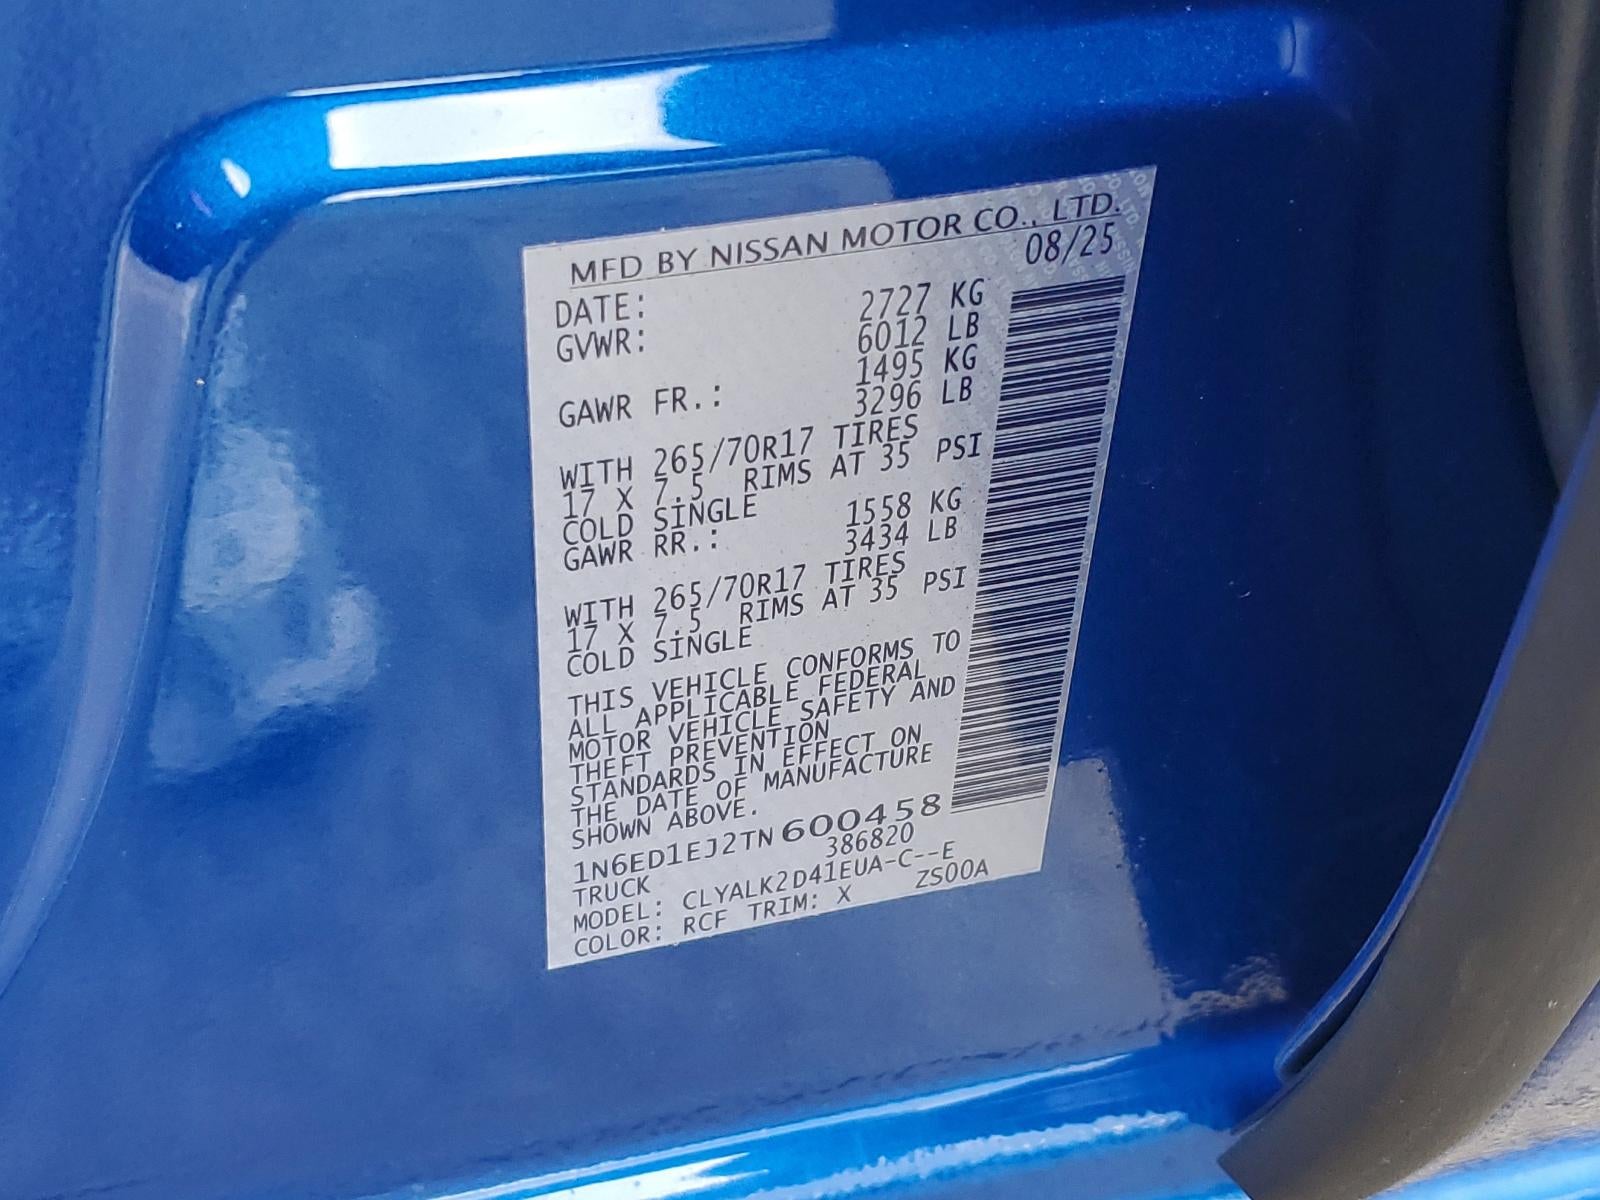 MFD BY NISSAN MOTOR CO., LTD.
DATE: 08/25
GVWR: 2727 KG
6012 LB
GAWR FR.: 1495 KG
3296 LB
WITH 265/70R17 TIRES
17 X 7.5 RIMS AT 35 PSI
COLD SINGLE
GAWR RR.: 1558 KG
3434 LB
WITH 265/70R17 TIRES
17 X 7.5 RIMS AT 35 PSI
COLD SINGLE
THIS VEHICLE CONFORMS TO
ALL APPLICABLE FEDERAL
MOTOR VEHICLE SAFETY AND
THEFT PREVENTION
STANDARDS IN EFFECT ON
THE DATE OF MANUFACTURE
SHOWN ABOVE.
1N6ED1EJ2TN600458
TRUCK 386820
MODEL: CLYALK2D41EUA-C--E
COLOR: RCF TRIM: X ZS00A